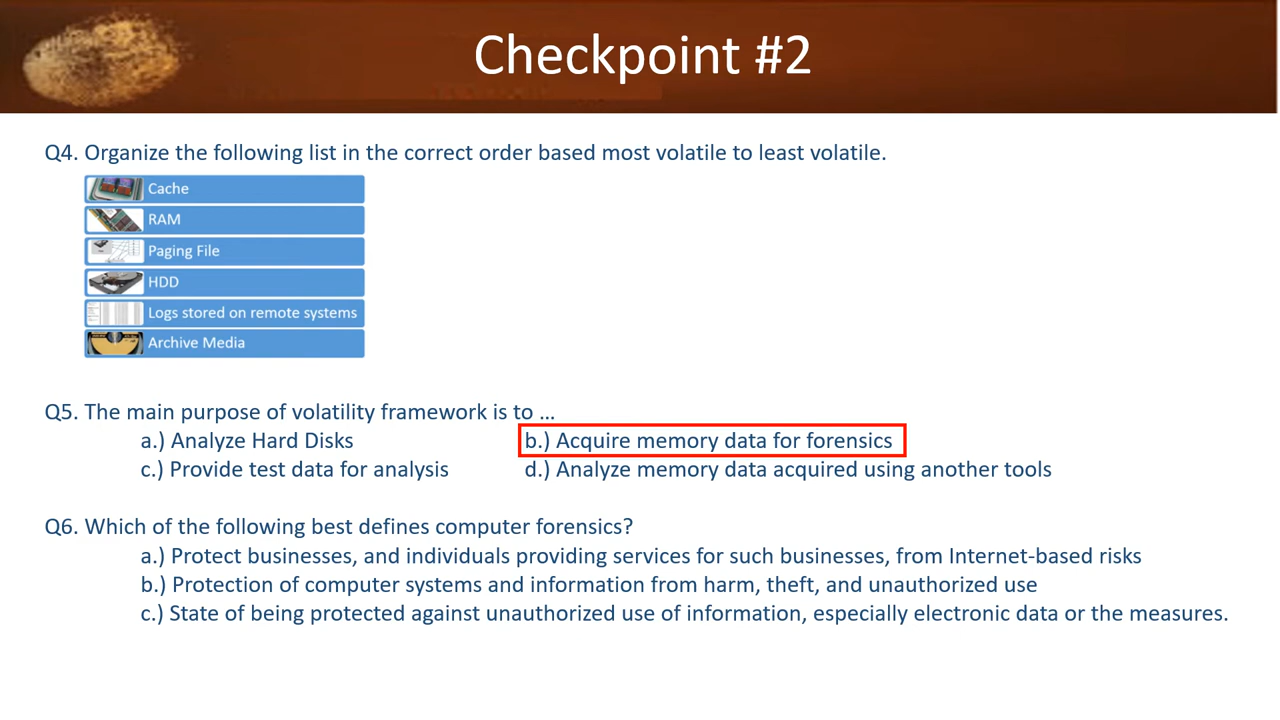 Checkpoint #2
Q4. Organize the following list in the correct order based most volatile to least volatile.
Cache
RAM
Paging File
HDD
Logs stored on remote systems
Archive Media
Q5. The main purpose of volatility framework is to …
a.) Analyze Hard Disks
b.) Acquire memory data for forensics
c.) Provide test data for analysis
d.) Analyze memory data acquired using another tools
Q6. Which of the following best defines computer forensics?
a.) Protect businesses, and individuals providing services for such businesses, from Internet-based risks
b.) Protection of computer systems and information from harm, theft, and unauthorized use
c.) State of being protected against unauthorized use of information, especially electronic data or the measures.